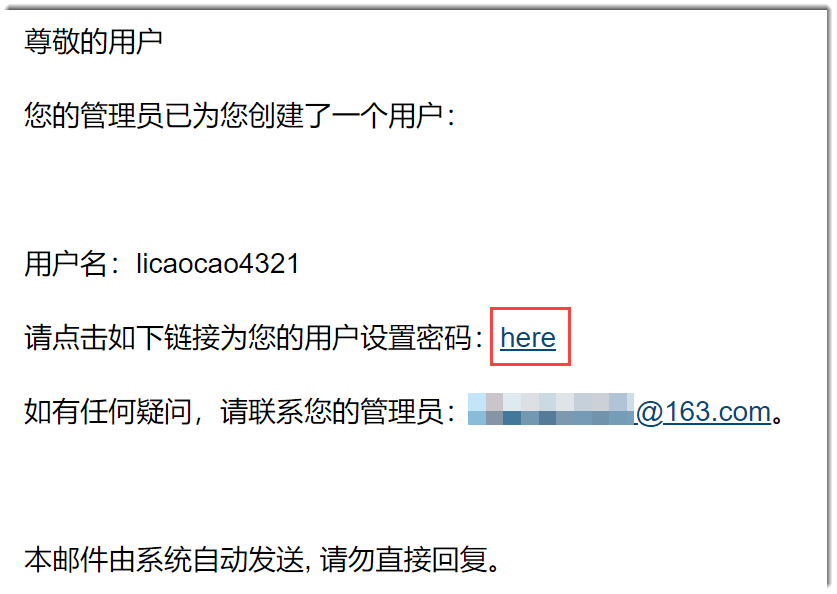 尊敬的用户
您的管理员已为您创建了一个用户：
用户名：licaocao4321
请点击如下链接为您的用户设置密码：here
如有任何疑问，请联系您的管理员：@163.com。
本邮件由系统自动发送, 请勿直接回复。